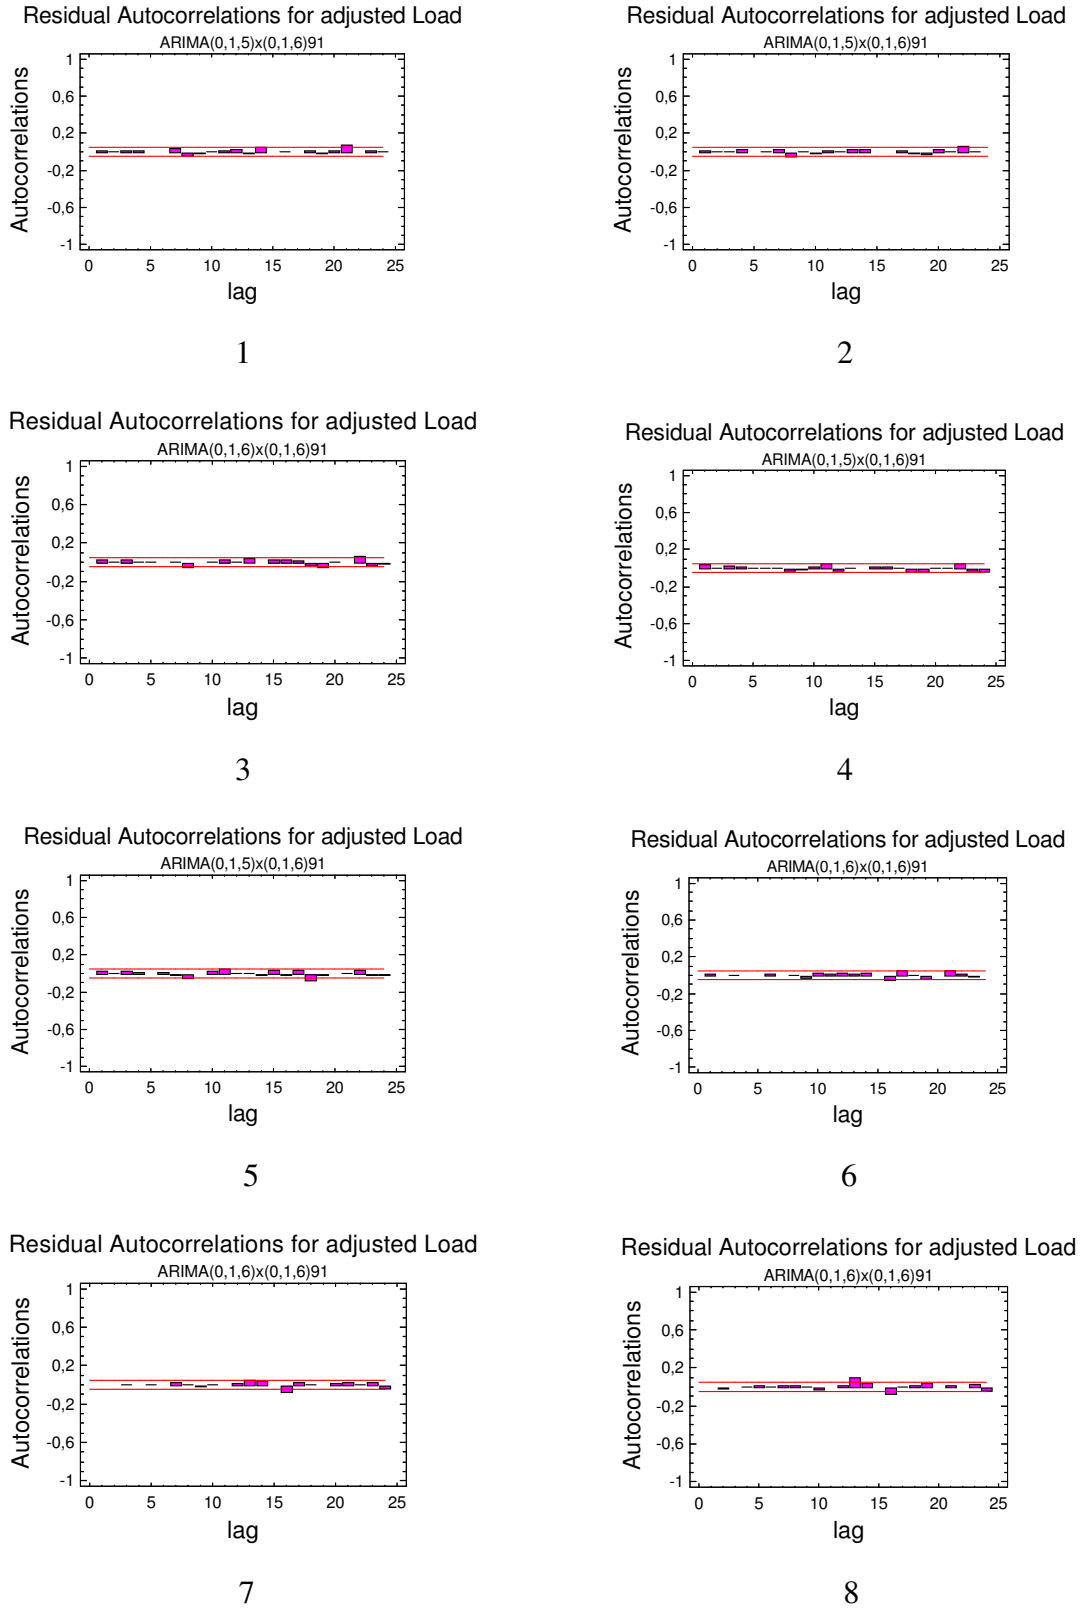 Residual Autocorrelations for adjusted Load
ARIMA(0,1,5)x(0,1,6)91
Autocorrelations
1
0,6
0,2
-0,2
-0,6
-1
0 5 10 15 20 25
lag
1
Residual Autocorrelations for adjusted Load
ARIMA(0,1,5)x(0,1,6)91
Autocorrelations
1
0,6
0,2
-0,2
-0,6
-1
0 5 10 15 20 25
lag
2
Residual Autocorrelations for adjusted Load
ARIMA(0,1,6)x(0,1,6)91
Autocorrelations
1
0,6
0,2
-0,2
-0,6
-1
0 5 10 15 20 25
lag
3
Residual Autocorrelations for adjusted Load
ARIMA(0,1,5)x(0,1,6)91
Autocorrelations
1
0,6
0,2
-0,2
-0,6
-1
0 5 10 15 20 25
lag
4
Residual Autocorrelations for adjusted Load
ARIMA(0,1,5)x(0,1,6)91
Autocorrelations
1
0,6
0,2
-0,2
-0,6
-1
0 5 10 15 20 25
lag
5
Residual Autocorrelations for adjusted Load
ARIMA(0,1,6)x(0,1,6)91
Autocorrelations
1
0,6
0,2
-0,2
-0,6
-1
0 5 10 15 20 25
lag
6
Residual Autocorrelations for adjusted Load
ARIMA(0,1,6)x(0,1,6)91
Autocorrelations
1
0,6
0,2
-0,2
-0,6
-1
0 5 10 15 20 25
lag
7
Residual Autocorrelations for adjusted Load
ARIMA(0,1,6)x(0,1,6)91
Autocorrelations
1
0,6
0,2
-0,2
-0,6
-1
0 5 10 15 20 25
lag
8